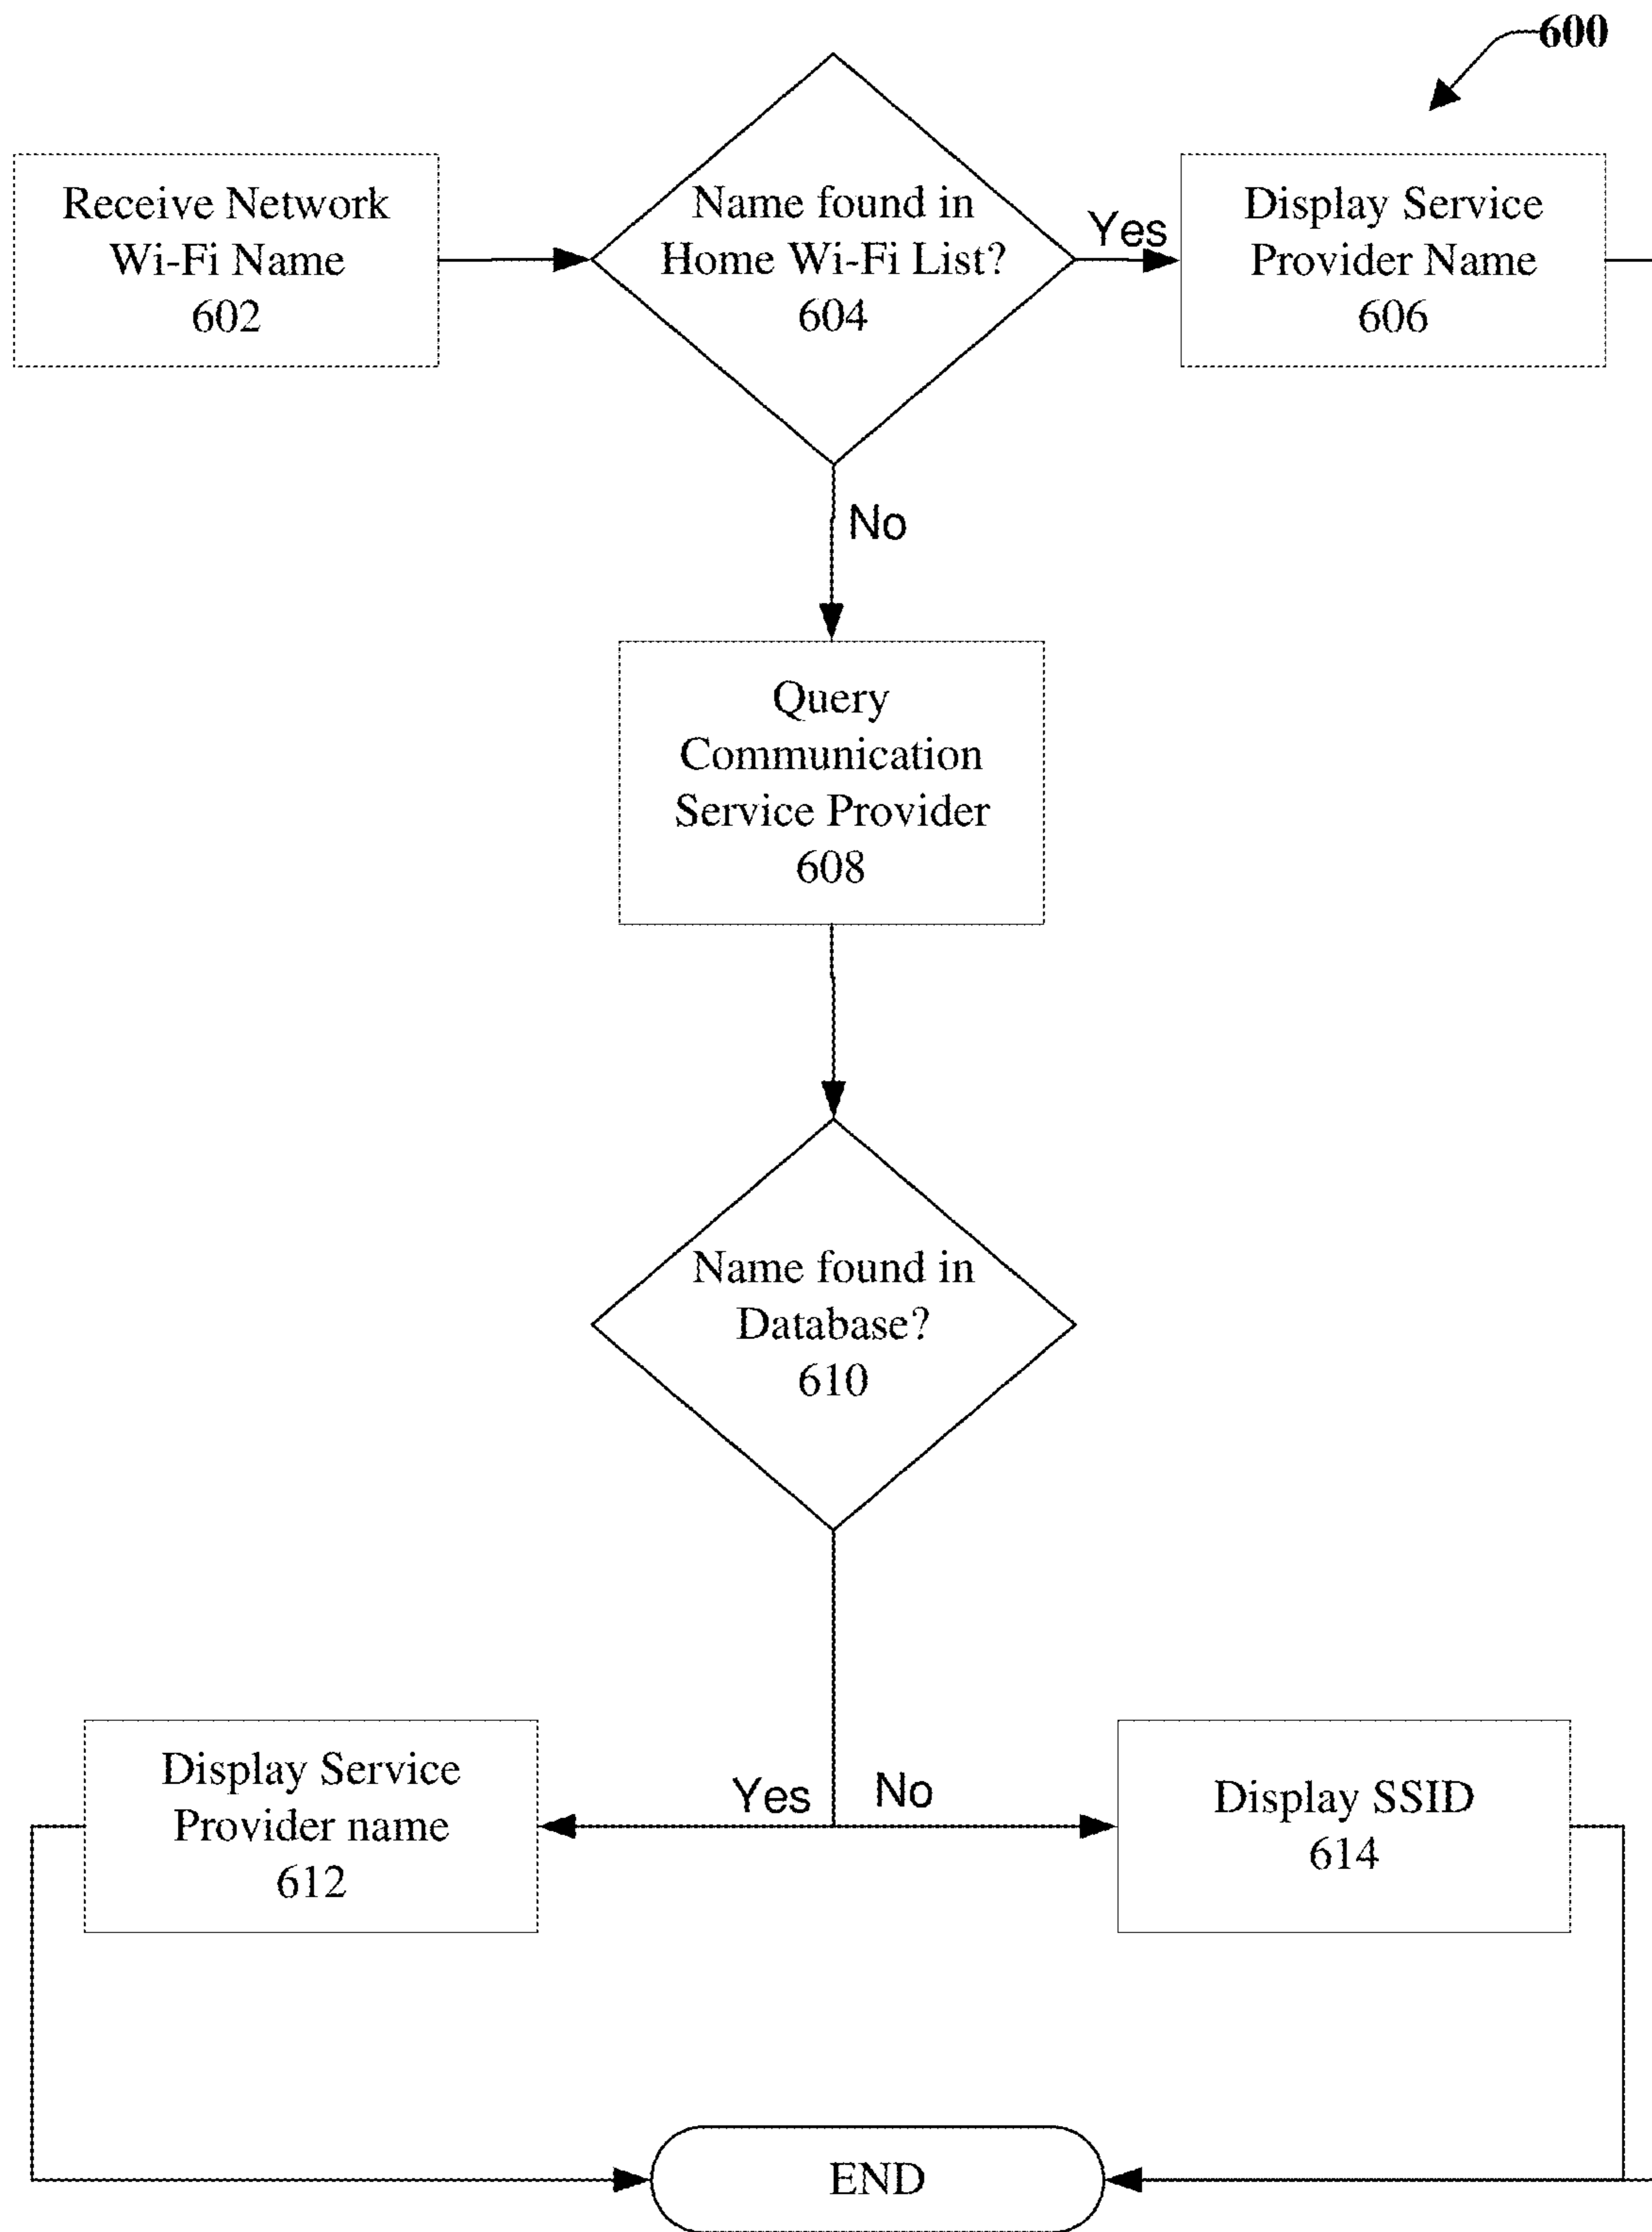 600
Receive Network
Wi-Fi Name
602
Name found in
Home Wi-Fi List?
604
Yes
Display Service
Provider Name
606
No
Query
Communication
Service Provider
608
Name found in
Database?
610
Yes
No
Display Service
Provider name
612
Display SSID
614
END